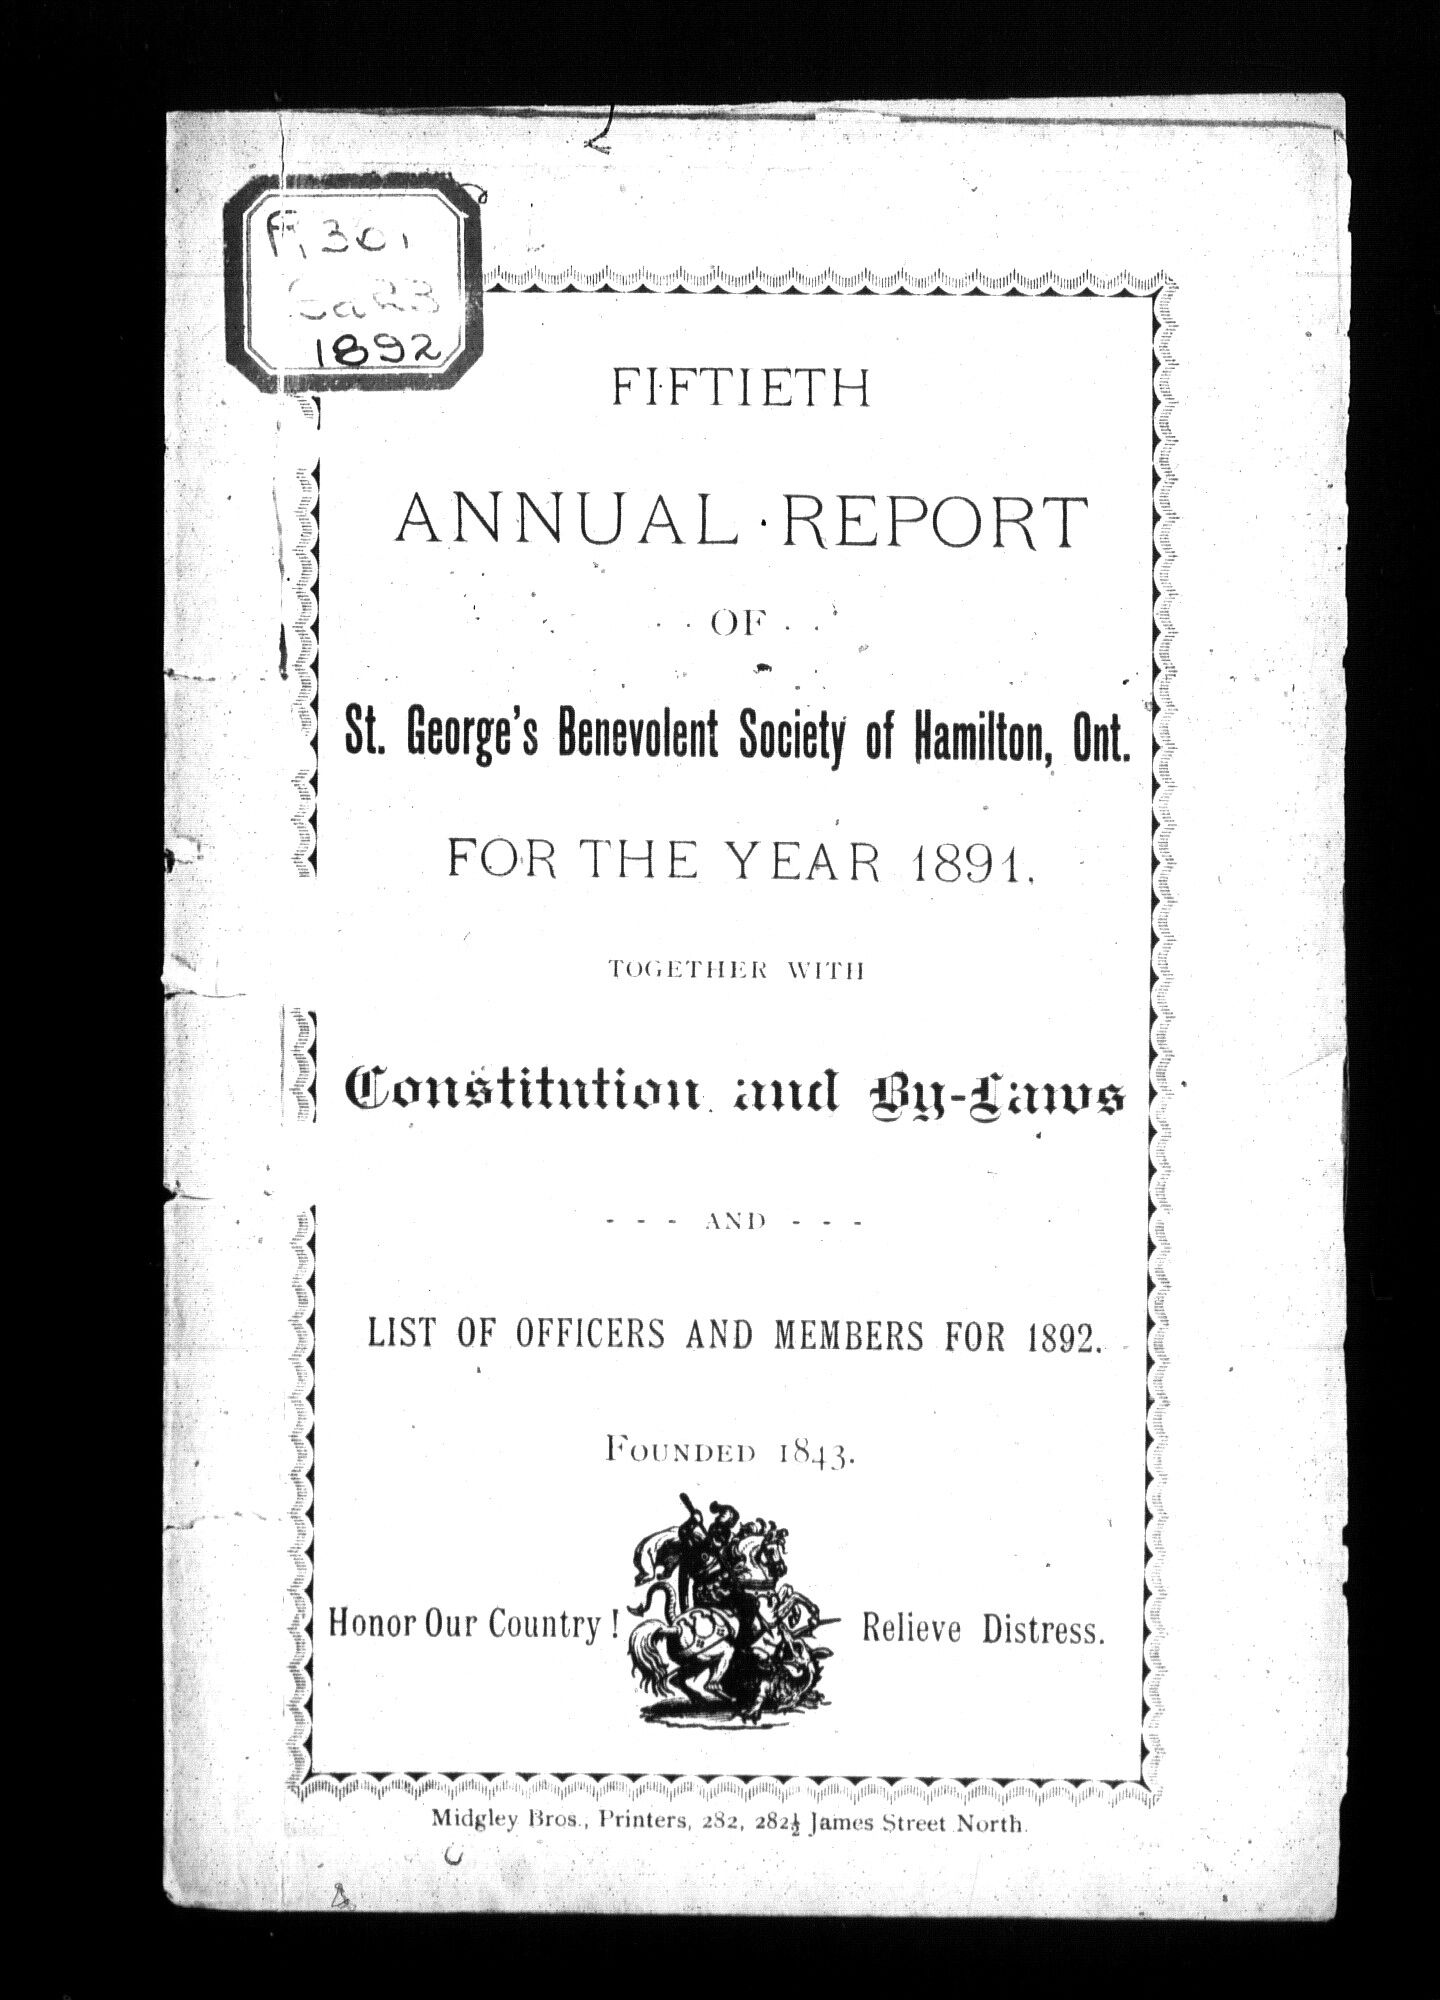 1892
FIFTIETH
ANNUAL REPORT
OF
St. George's Benevolent Society of Hamilton, Ont.
FOR THE YEAR 1891.
TOGETHER WITH
Constitution and By-Laws
- - - AND - - -
LIST OF OFFICERS AND MEMBERS FOR 1892.
FOUNDED 1843.
Honor Our Country! Relieve Distress.
Midgley Bros., Printers, 282, 282½ James Street North.